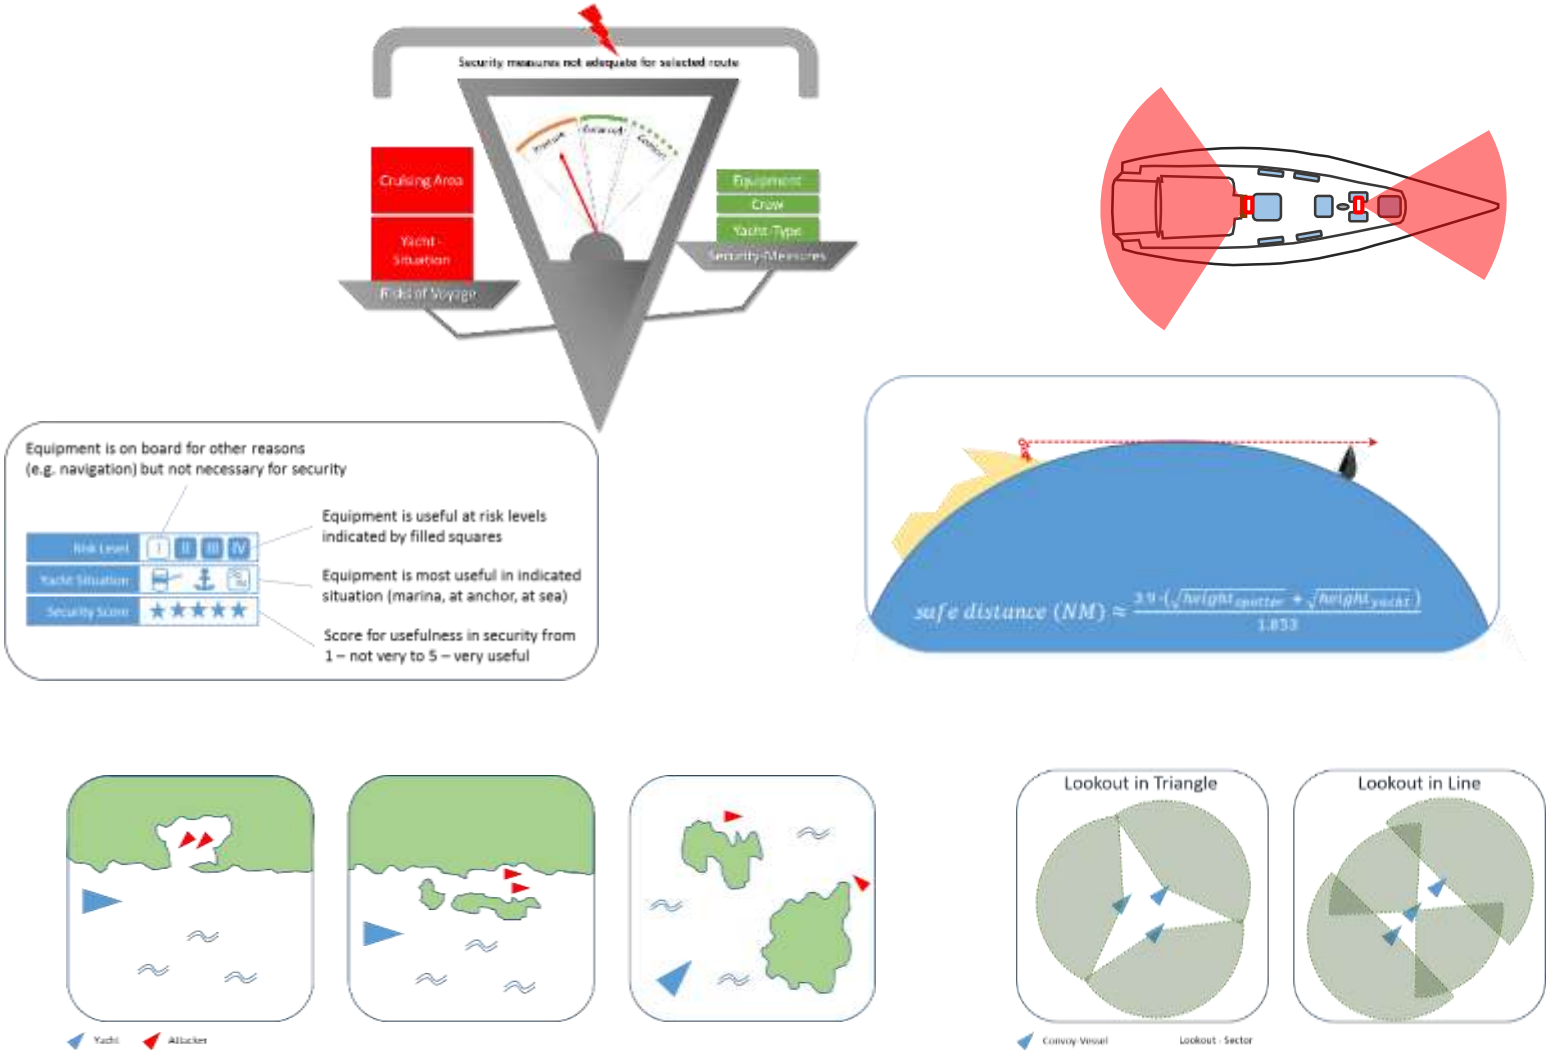 Security measures not adequate for selected route
Cruising Area
Yacht -
Situation
Risks of Voyage
Equipment
Crew
Yacht-Type
Security-Measures
Equipment is on board for other reasons
(e.g. navigation) but not necessary for security
Equipment is useful at risk levels
indicated by filled squares
Risk Level I II III IV
Yacht Situation
Equipment is most useful in indicated
situation (marina, at anchor, at sea)
Security Score
Score for usefulness in security from
1 – not very to 5 – very useful
safe distance (NM) ≈ 3.9·(√height_spotter + √height_yacht) / 1.853
Lookout in Triangle
Lookout in Line
Yacht
Attacker
Convoy-Vessel
Lookout - Sector